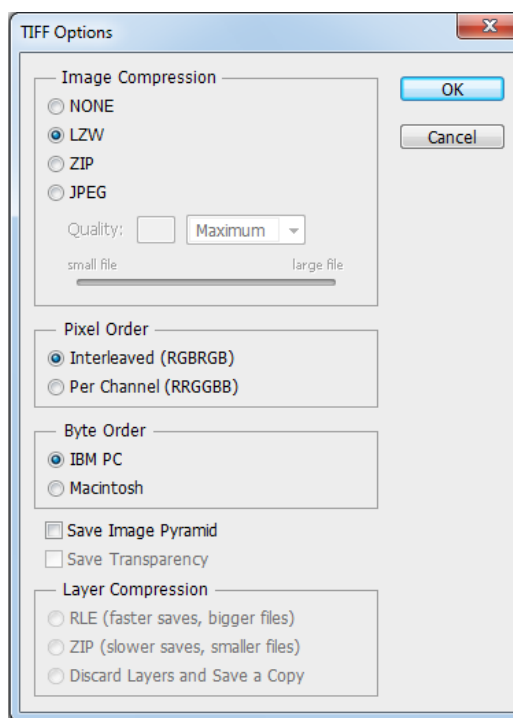 TIFF Options
Image Compression
NONE
LZW
ZIP
JPEG
Quality: Maximum
small file large file
OK
Cancel
Pixel Order
Interleaved (RGBRGB)
Per Channel (RRGGBB)
Byte Order
IBM PC
Macintosh
Save Image Pyramid
Save Transparency
Layer Compression
RLE (faster saves, bigger files)
ZIP (slower saves, smaller files)
Discard Layers and Save a Copy